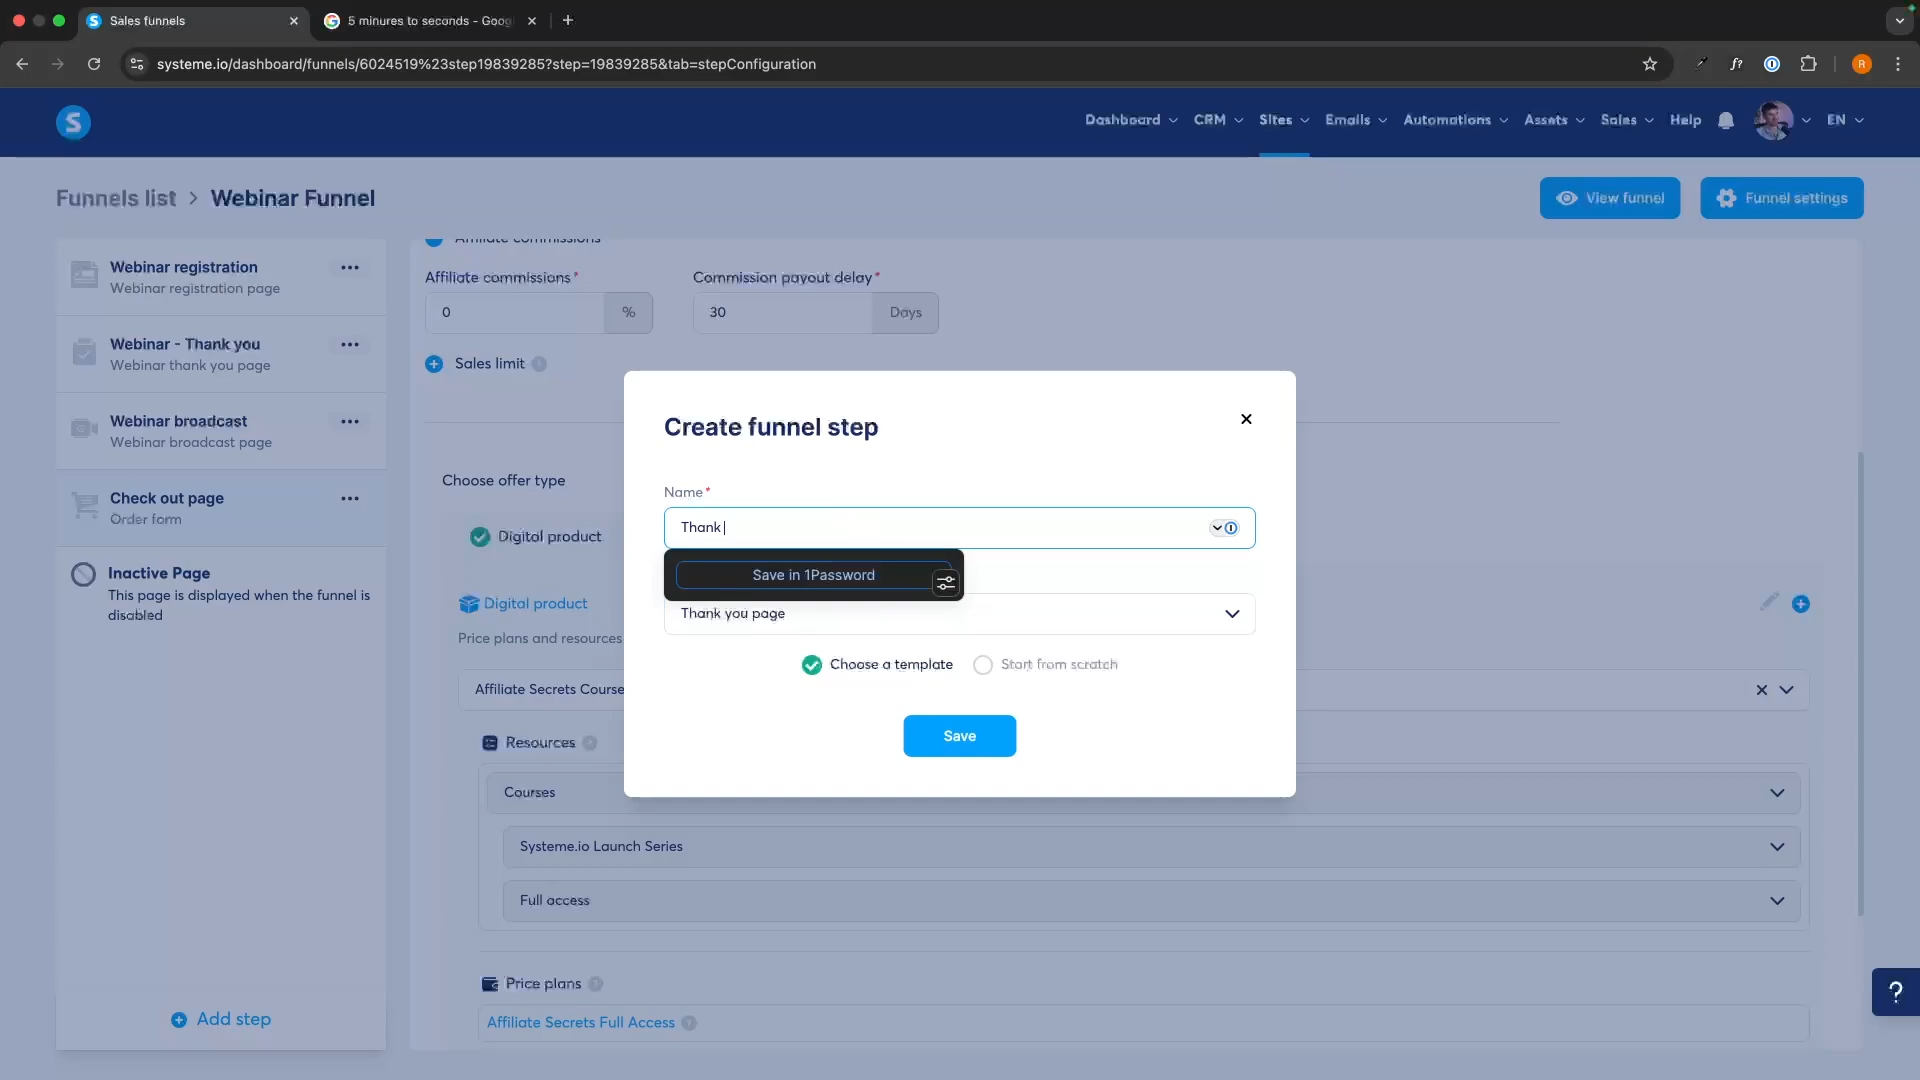 Sales funnels
5 minures to seconds - Goog
systeme.io/dashboard/funnels/6024519%23step19839285?step=19839285&tab=stepConfiguration
f?
R
S
Dashboard
CRM
Sites
Emails
Automations
Assets
Sales
Help
EN
Funnels list > Webinar Funnel
View funnel
Funnel settings
Webinar registration
Webinar registration page
Webinar - Thank you
Webinar thank you page
Webinar broadcast
Webinar broadcast page
Check out page
Order form
Inactive Page
This page is displayed when the funnel is
disabled
Add step
Affiliate commissions
Affiliate commissions*
Commission payout delay*
0 %
30 Days
Sales limit
Choose offer type
Digital product
Digital product
Price plans and resources
Affiliate Secrets Course
Resources
Courses
Systeme.io Launch Series
Full access
Price plans
Affiliate Secrets Full Access
Create funnel step
Name*
Thank
Save in 1Password
Thank you page
Choose a template
Start from scratch
Save
?